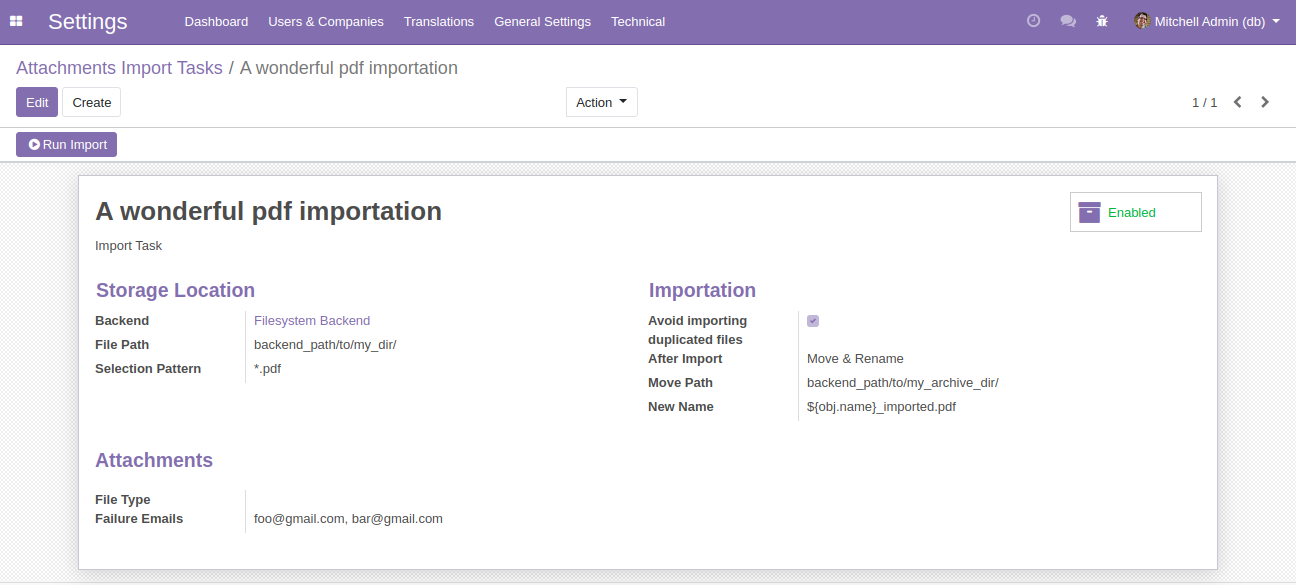 Settings Dashboard Users & Companies Translations General Settings Technical Mitchell Admin (db)
Attachments Import Tasks / A wonderful pdf importation
Edit Create Action 1 / 1
Run Import
A wonderful pdf importation
Enabled
Import Task
Storage Location
Backend Filesystem Backend
File Path backend_path/to/my_dir/
Selection Pattern *.pdf
Importation
Avoid importing
duplicated files
After Import Move & Rename
Move Path backend_path/to/my_archive_dir/
New Name ${obj.name}_imported.pdf
Attachments
File Type
Failure Emails foo@gmail.com, bar@gmail.com